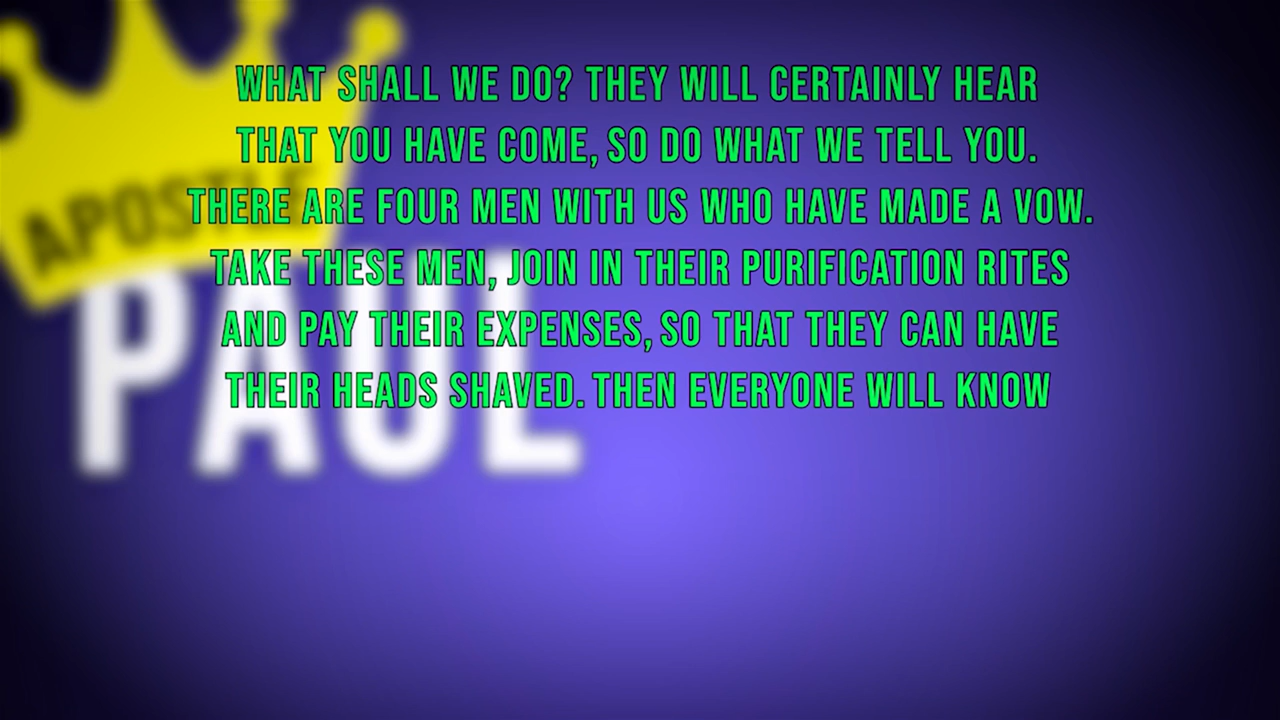 WHAT SHALL WE DO? THEY WILL CERTAINLY HEAR
THAT YOU HAVE COME, SO DO WHAT WE TELL YOU.
THERE ARE FOUR MEN WITH US WHO HAVE MADE A VOW.
TAKE THESE MEN, JOIN IN THEIR PURIFICATION RITES
AND PAY THEIR EXPENSES, SO THAT THEY CAN HAVE
THEIR HEADS SHAVED. THEN EVERYONE WILL KNOW
APOSTLE
PAUL